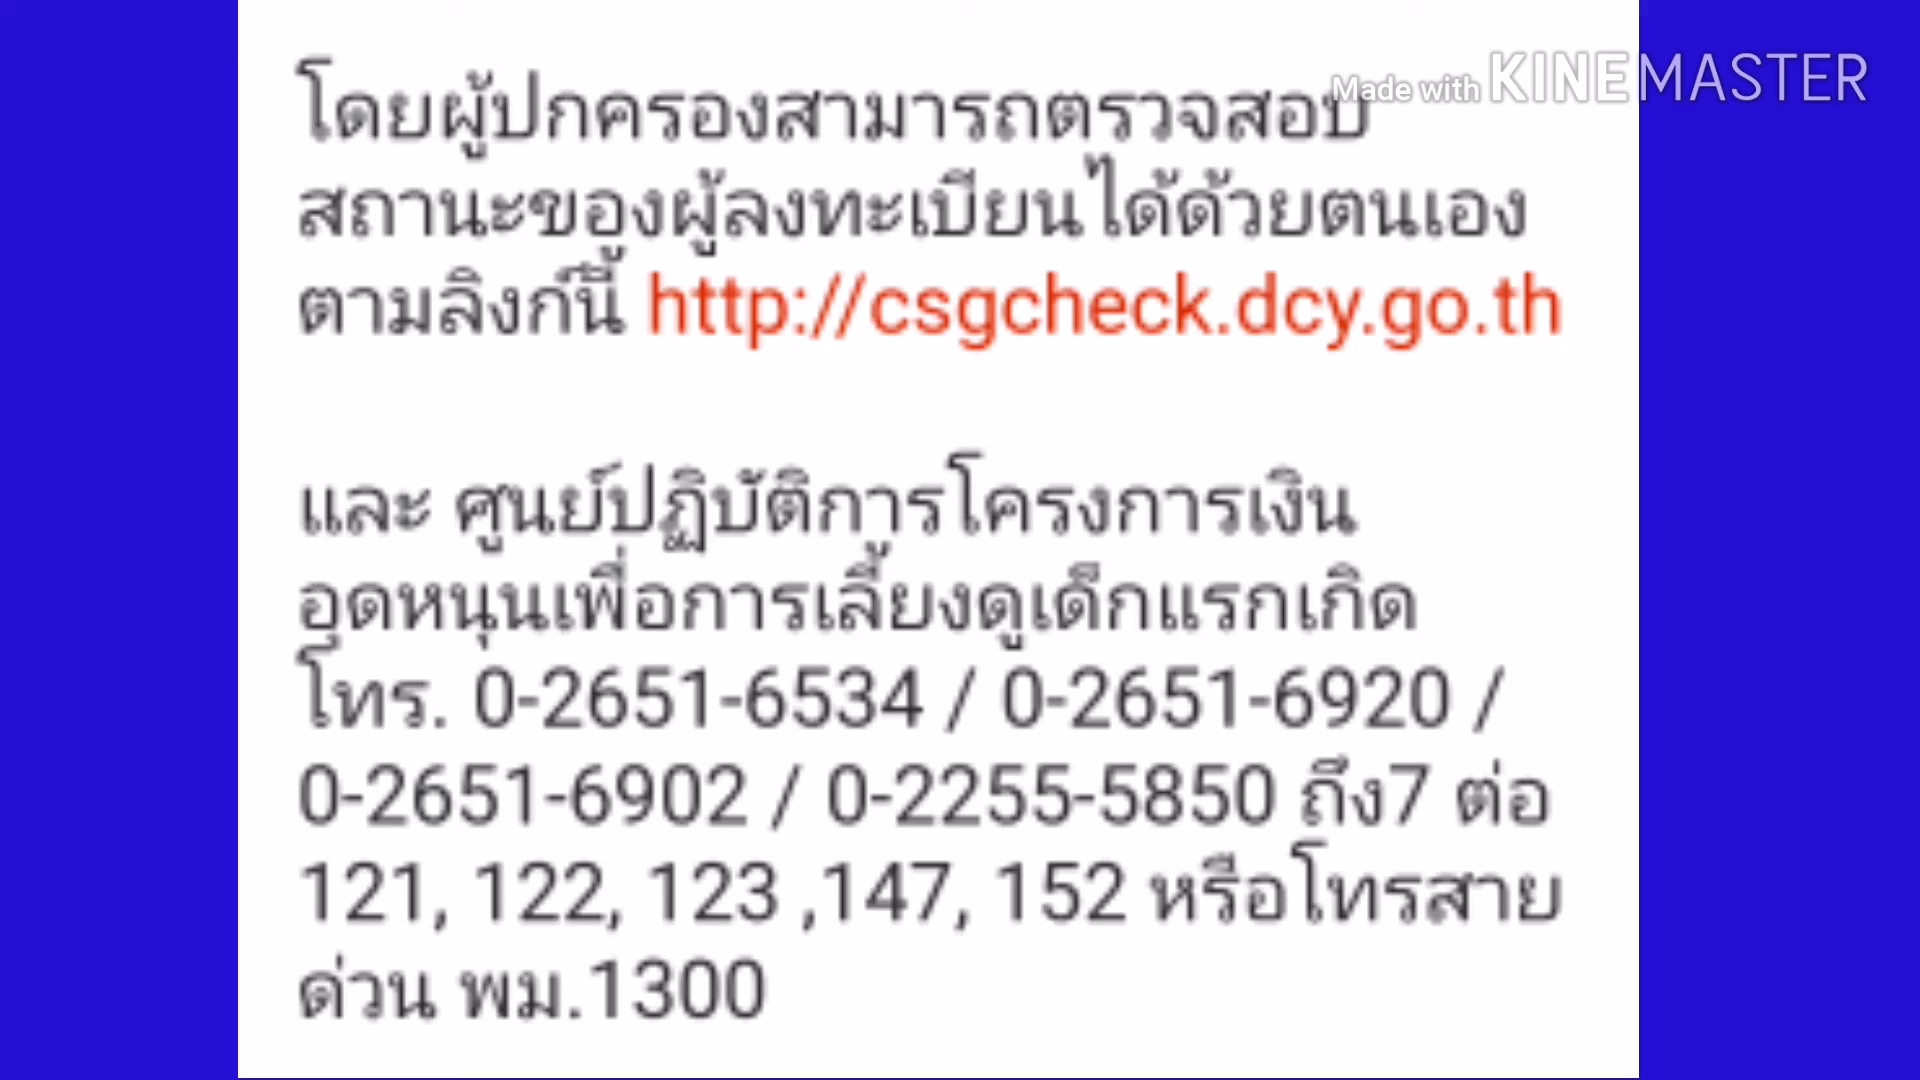 Made with KINEMASTER
โดยผู้ปกครองสามารถตรวจสอบ
สถานะของผู้ลงทะเบียนได้ด้วยตนเอง
ตามลิงก์นี้ http://csgcheck.dcy.go.th
และ ศูนย์ปฏิบัติการโครงการเงิน
อุดหนุนเพื่อการเลี้ยงดูเด็กแรกเกิด
โทร. 0-2651-6534 / 0-2651-6920 /
0-2651-6902 / 0-2255-5850 ถึง7 ต่อ
121, 122, 123 ,147, 152 หรือโทรสาย
ด่วน พม.1300